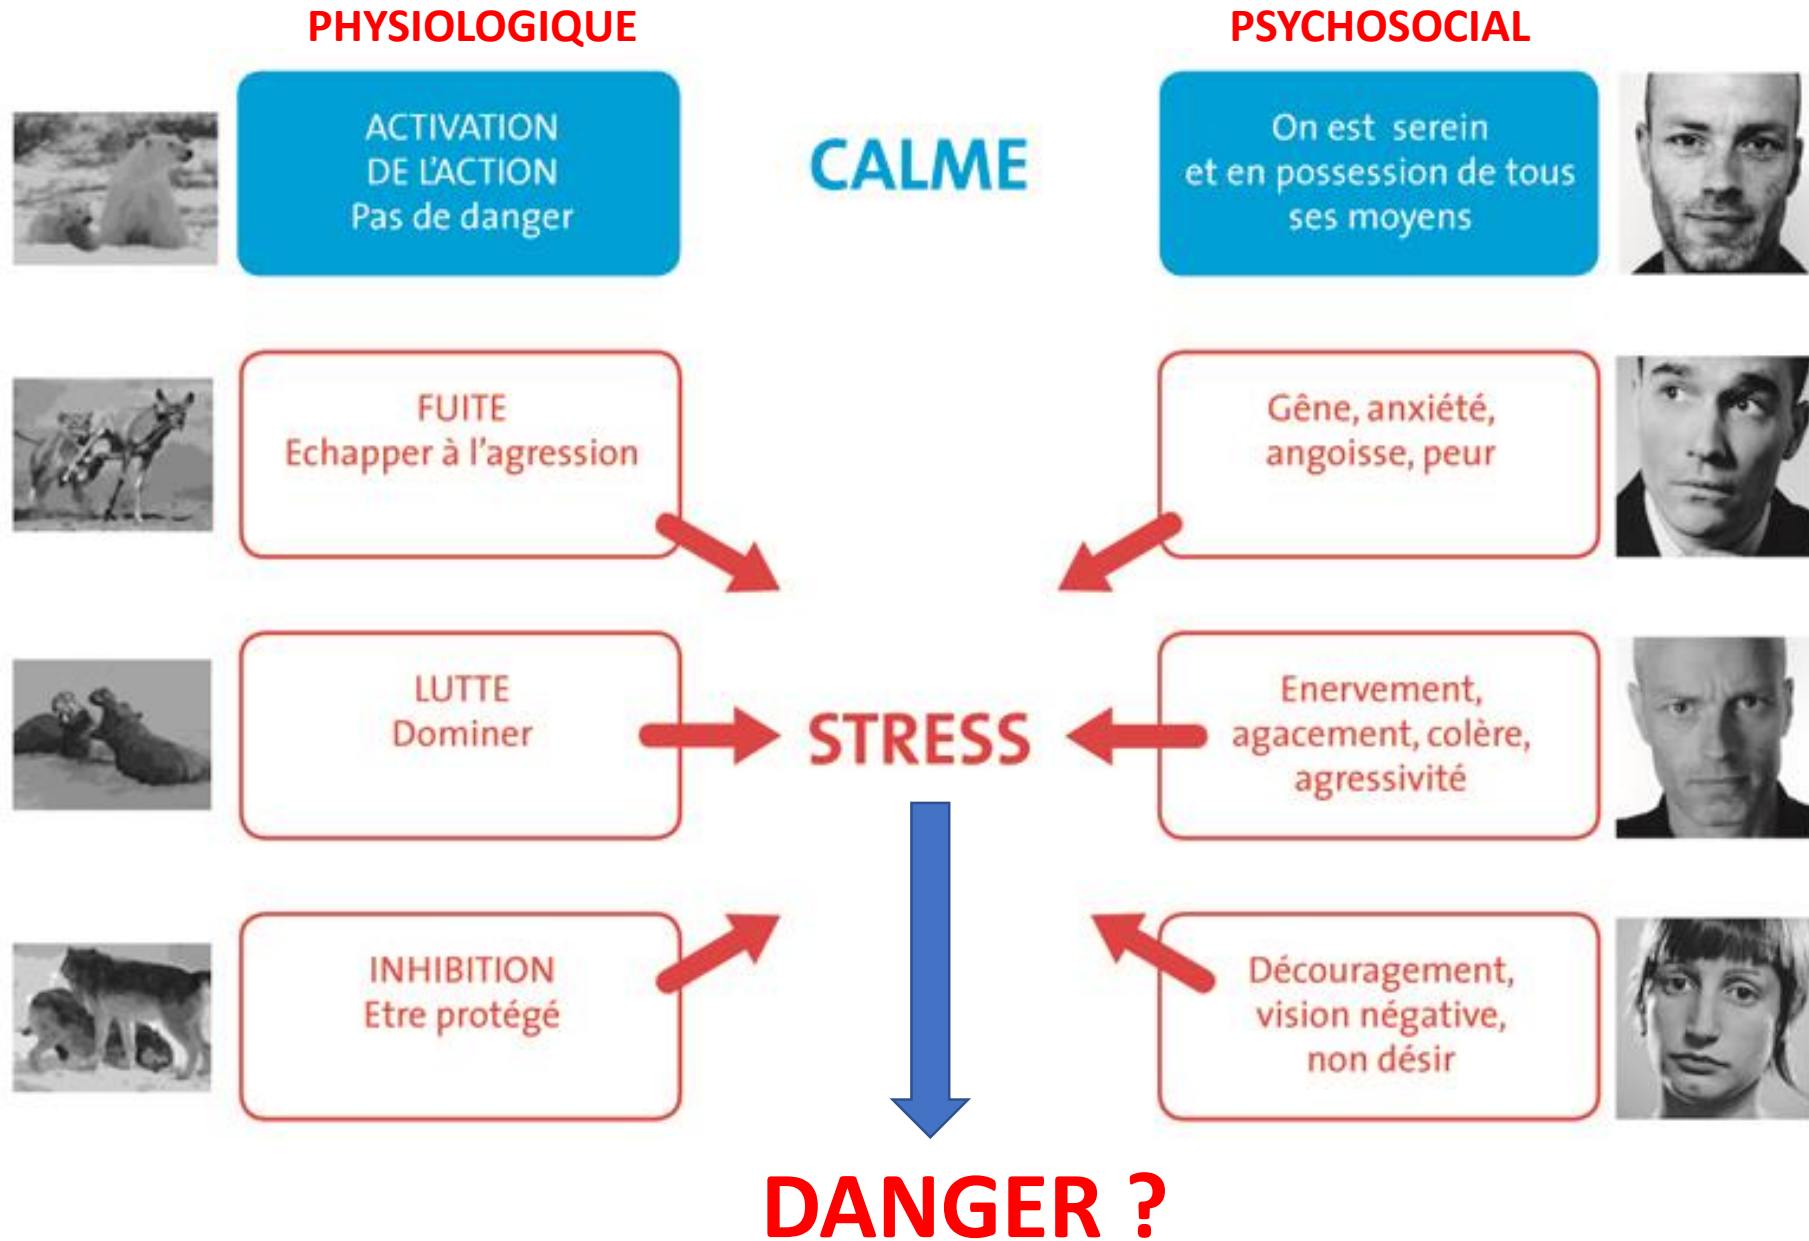 PHYSIOLOGIQUE
PSYCHOSOCIAL
ACTIVATION
DE L'ACTION
Pas de danger
CALME
On est serein
et en possession de tous
ses moyens
FUITE
Echapper à l'agression
Gêne, anxiété,
angoisse, peur
LUTTE
Dominer
STRESS
Enervement,
agacement, colère,
agressivité
INHIBITION
Etre protégé
Découragement,
vision négative,
non désir
DANGER ?